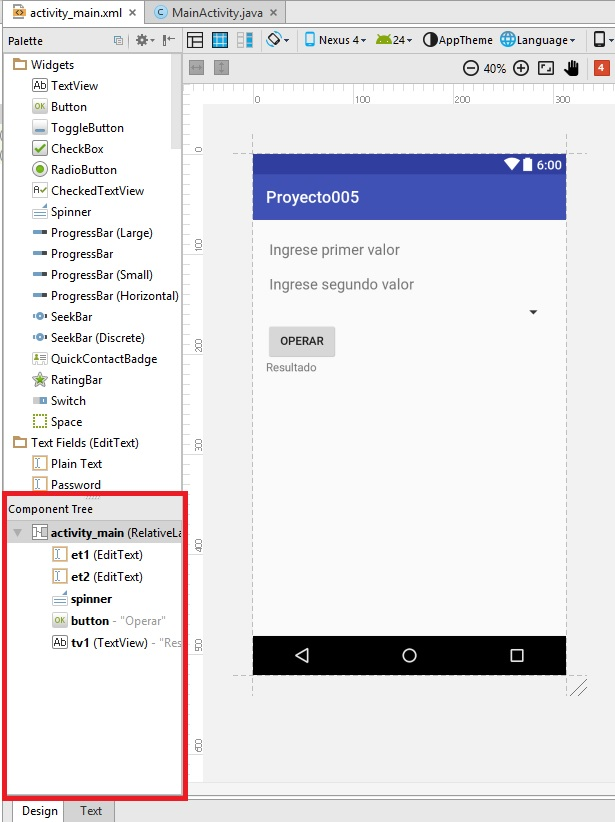 activity_main.xml × MainActivity.java ×
Palette
Nexus 4 24 AppTheme Language
40% 4
Widgets
Ab TextView
OK Button
ToggleButton
CheckBox
RadioButton
A CheckedTextView
Spinner
ProgressBar (Large)
ProgressBar
ProgressBar (Small)
ProgressBar (Horizontal)
SeekBar
SeekBar (Discrete)
QuickContactBadge
RatingBar
Switch
Space
Text Fields (EditText)
Plain Text
Password
Component Tree
activity_main (RelativeLa
et1 (EditText)
et2 (EditText)
spinner
OK button - "Operar"
Ab tv1 (TextView) - "Res
Design Text
0 100 200 300
0
100
200
300
400
500
600
6:00
Proyecto005
Ingrese primer valor
Ingrese segundo valor
OPERAR
Resultado